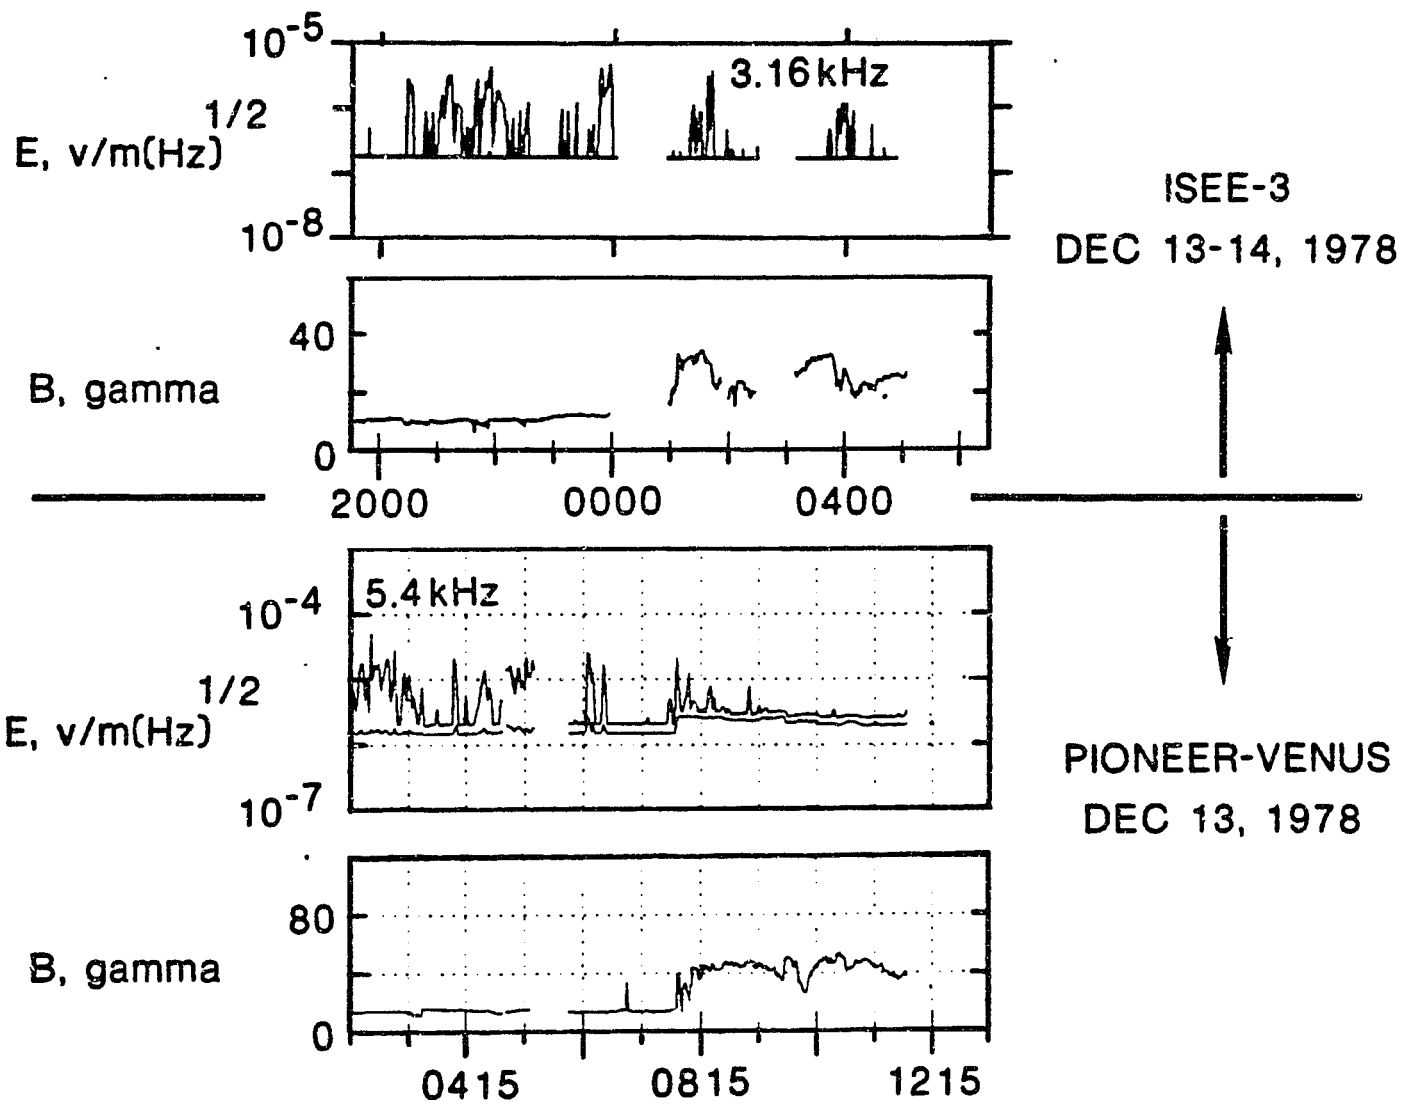 10-5
3.16 kHz
E, v/m(Hz)1/2
10-8
ISEE-3
DEC 13-14, 1978
40
B, gamma
0
2000 0000 0400
5.4 kHz
10-4
E, v/m(Hz)1/2
10-7
PIONEER-VENUS
DEC 13, 1978
80
B, gamma
0
0415 0815 1215